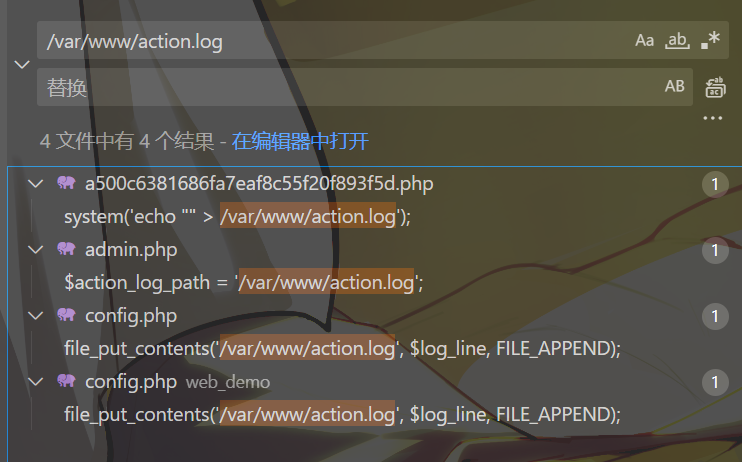 /var/www/action.log Aa ab .*
替换 AB
...
4 文件中有 4 个结果 - 在编辑器中打开
a500c6381686fa7eaf8c55f20f893f5d.php 1
system('echo "" > /var/www/action.log');
admin.php 1
$action_log_path = '/var/www/action.log';
config.php 1
file_put_contents('/var/www/action.log', $log_line, FILE_APPEND);
config.php web_demo 1
file_put_contents('/var/www/action.log', $log_line, FILE_APPEND);